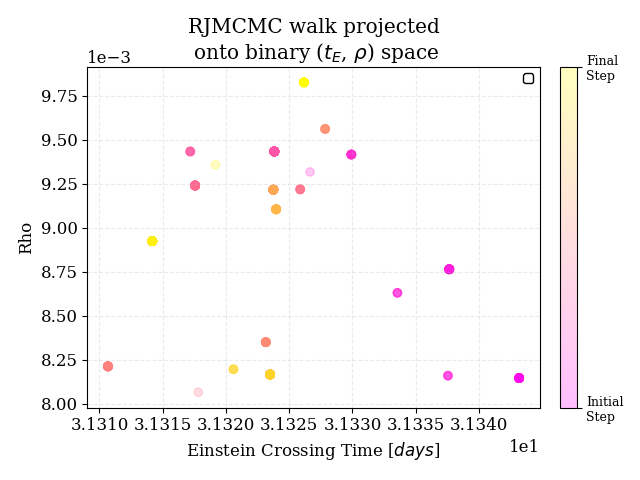 RJMCMC walk projected
onto binary (t_E, ρ) space
1e−3
9.75
9.50
9.25
9.00
8.75
8.50
8.25
8.00
Rho
3.1310 3.1315 3.1320 3.1325 3.1330 3.1335 3.1340
Einstein Crossing Time [days]
1e1
Final
Step
Initial
Step